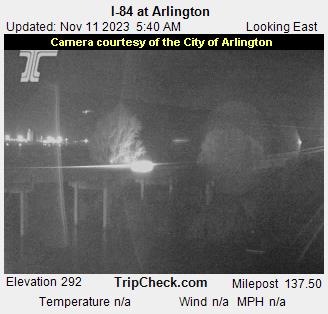 I-84 at Arlington
Updated: Nov 11 2023 5:40 AM Looking East
Camera courtesy of the City of Arlington
Elevation 292 TripCheck.com Milepost 137.50
Temperature n/a Wind n/a MPH n/a